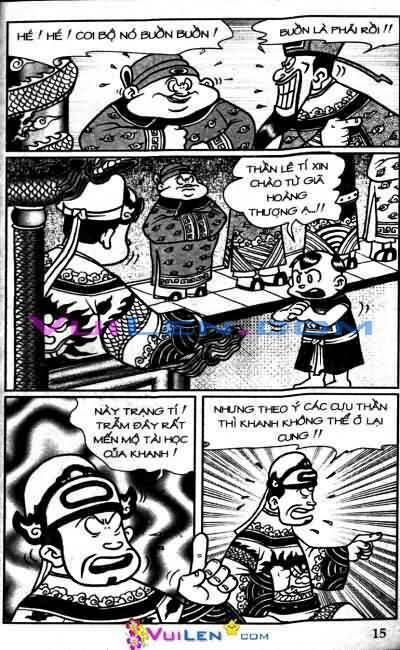 HÉ! HÉ! COI BỘ NÓ BUỒN BUỒN!
BUỒN LÀ PHẢI RỒI!!
THẦN LÊ TÍ XIN
CHÀO TỪ GIÃ
HOÀNG
THƯỢNG Ạ...!!
VUILEN.COM
NÀY TRẠNG TÍ!
TRẪM ĐÂY RẤT
MẾN MỘ TÀI HỌC
CỦA KHANH!
NHƯNG THEO Ý CÁC CỰU THẦN
THÌ KHANH KHÔNG THỂ Ở LẠI
CUNG!!
15
VUILEN.COM